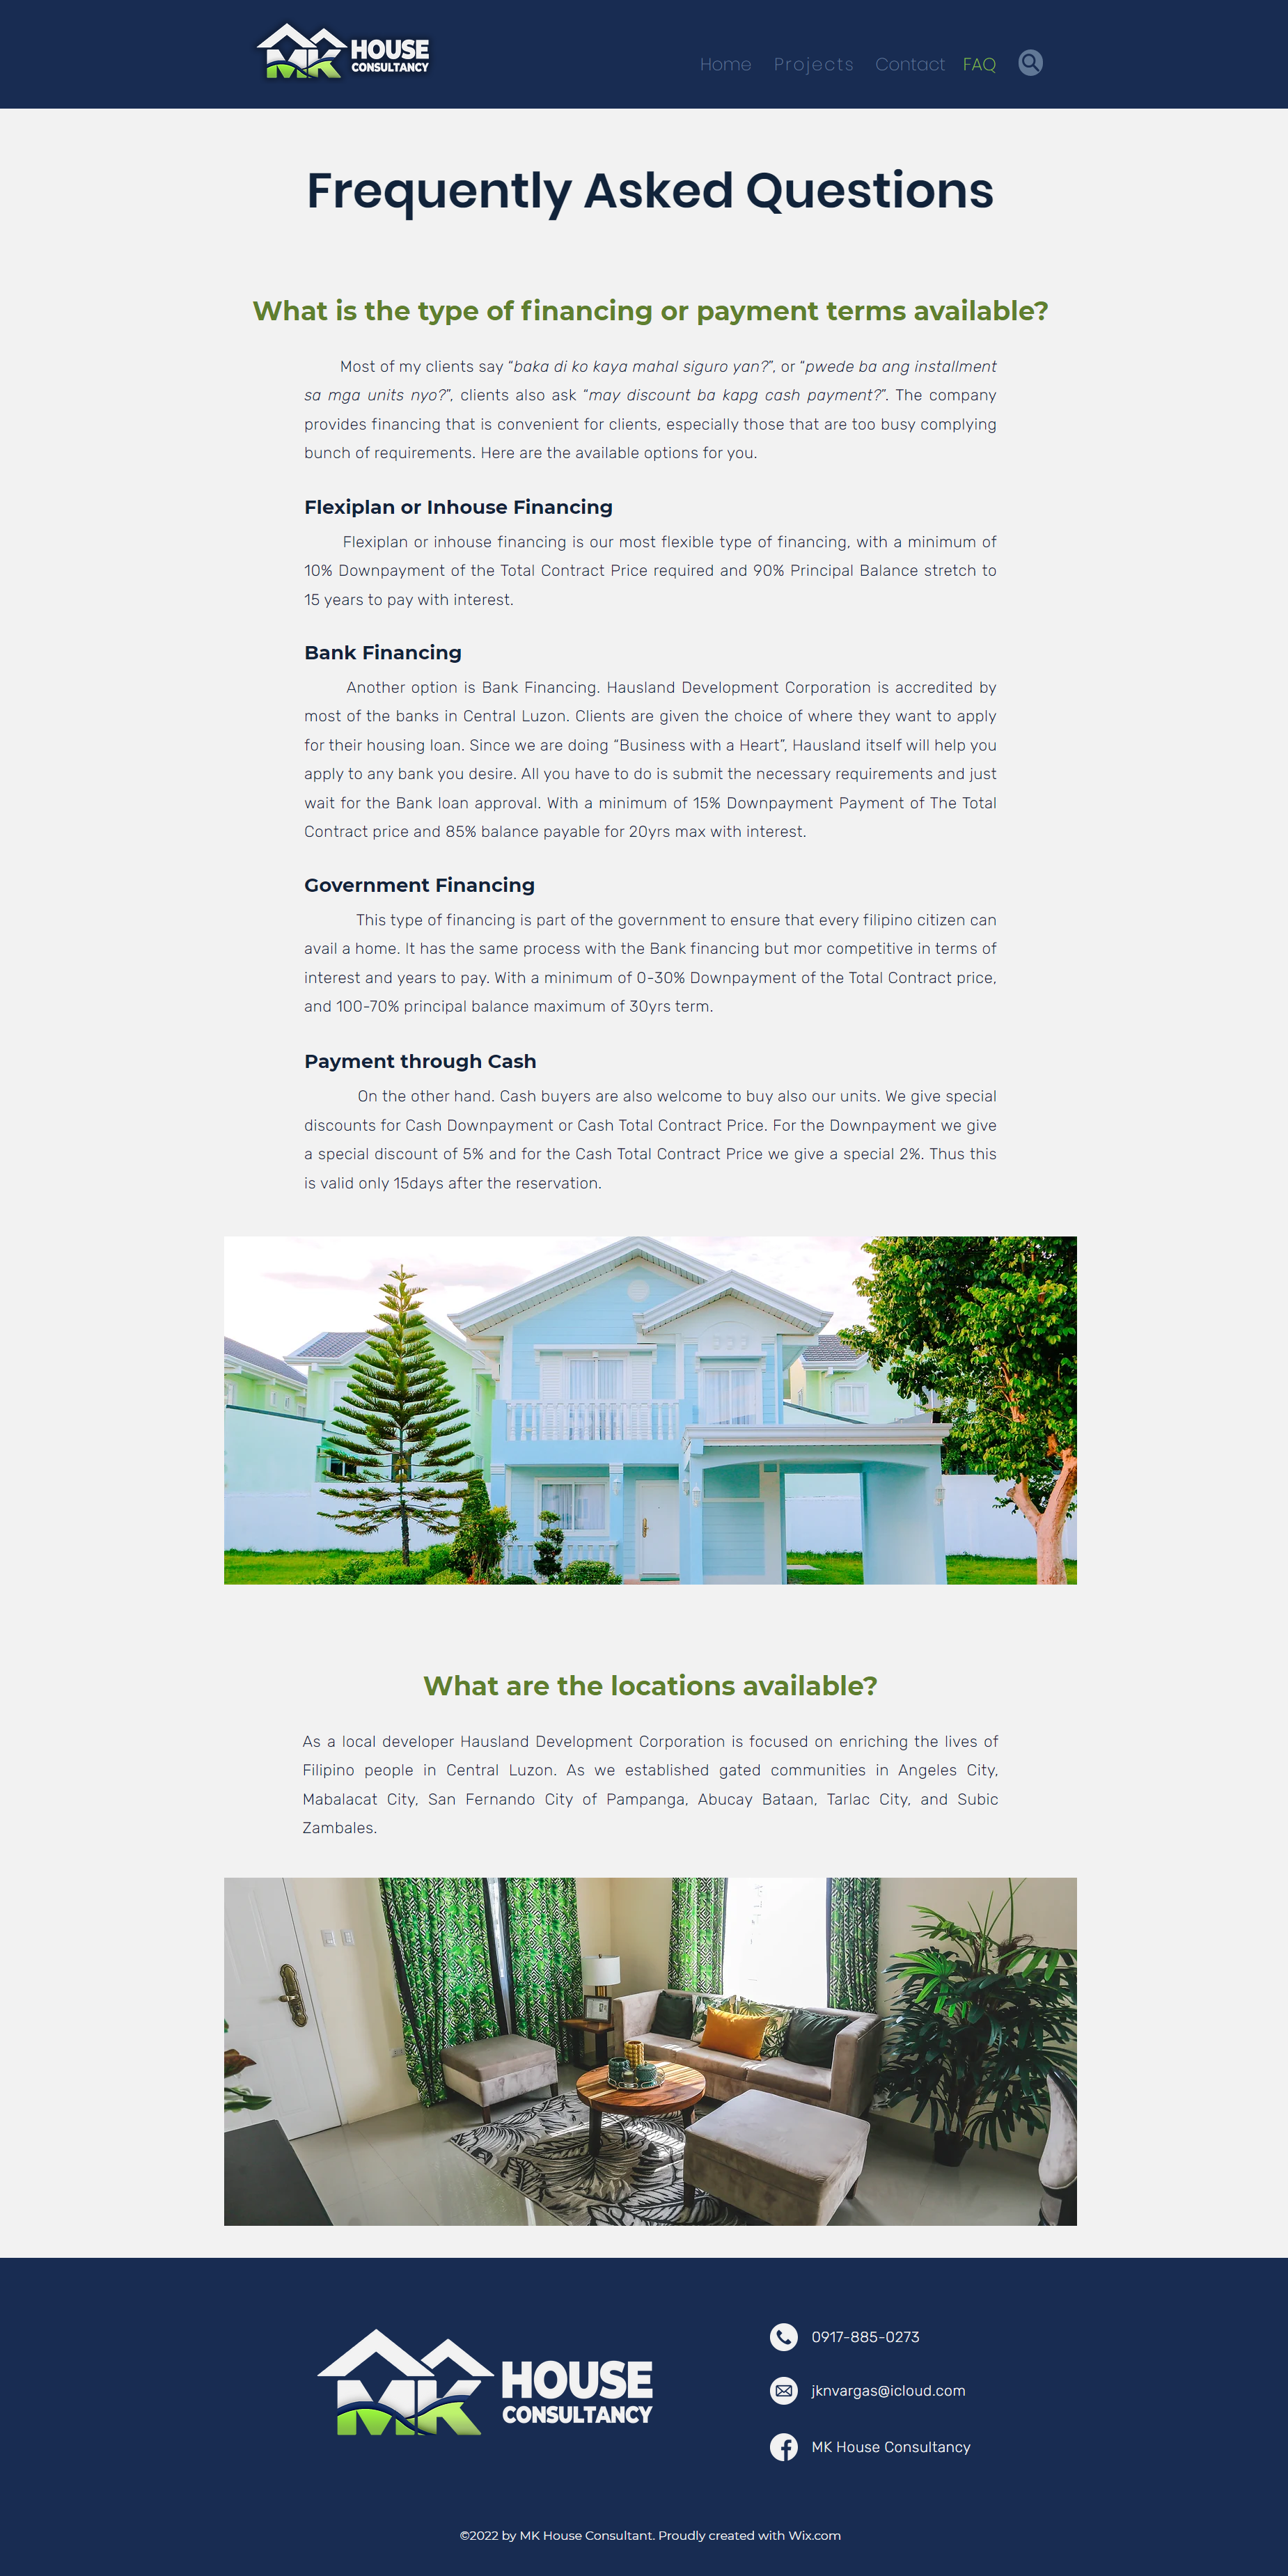 MK HOUSE
CONSULTANCY
Home Projects Contact FAQ
Frequently Asked Questions
What is the type of financing or payment terms available?
Most of my clients say “baka di ko kaya mahal siguro yan?”, or “pwede ba ang installment
sa mga units nyo?”, clients also ask “may discount ba kapg cash payment?”. The company
provides financing that is convenient for clients, especially those that are too busy complying
bunch of requirements. Here are the available options for you.
Flexiplan or Inhouse Financing
Flexiplan or inhouse financing is our most flexible type of financing, with a minimum of
10% Downpayment of the Total Contract Price required and 90% Principal Balance stretch to
15 years to pay with interest.
Bank Financing
Another option is Bank Financing. Hausland Development Corporation is accredited by
most of the banks in Central Luzon. Clients are given the choice of where they want to apply
for their housing loan. Since we are doing “Business with a Heart”, Hausland itself will help you
apply to any bank you desire. All you have to do is submit the necessary requirements and just
wait for the Bank loan approval. With a minimum of 15% Downpayment Payment of The Total
Contract price and 85% balance payable for 20yrs max with interest.
Government Financing
This type of financing is part of the government to ensure that every filipino citizen can
avail a home. It has the same process with the Bank financing but mor competitive in terms of
interest and years to pay. With a minimum of 0-30% Downpayment of the Total Contract price,
and 100-70% principal balance maximum of 30yrs term.
Payment through Cash
On the other hand. Cash buyers are also welcome to buy also our units. We give special
discounts for Cash Downpayment or Cash Total Contract Price. For the Downpayment we give
a special discount of 5% and for the Cash Total Contract Price we give a special 2%. Thus this
is valid only 15days after the reservation.
What are the locations available?
As a local developer Hausland Development Corporation is focused on enriching the lives of
Filipino people in Central Luzon. As we established gated communities in Angeles City,
Mabalacat City, San Fernando City of Pampanga, Abucay Bataan, Tarlac City, and Subic
Zambales.
MK HOUSE
CONSULTANCY
0917-885-0273
jknvargas@icloud.com
MK House Consultancy
©2022 by MK House Consultant. Proudly created with Wix.com